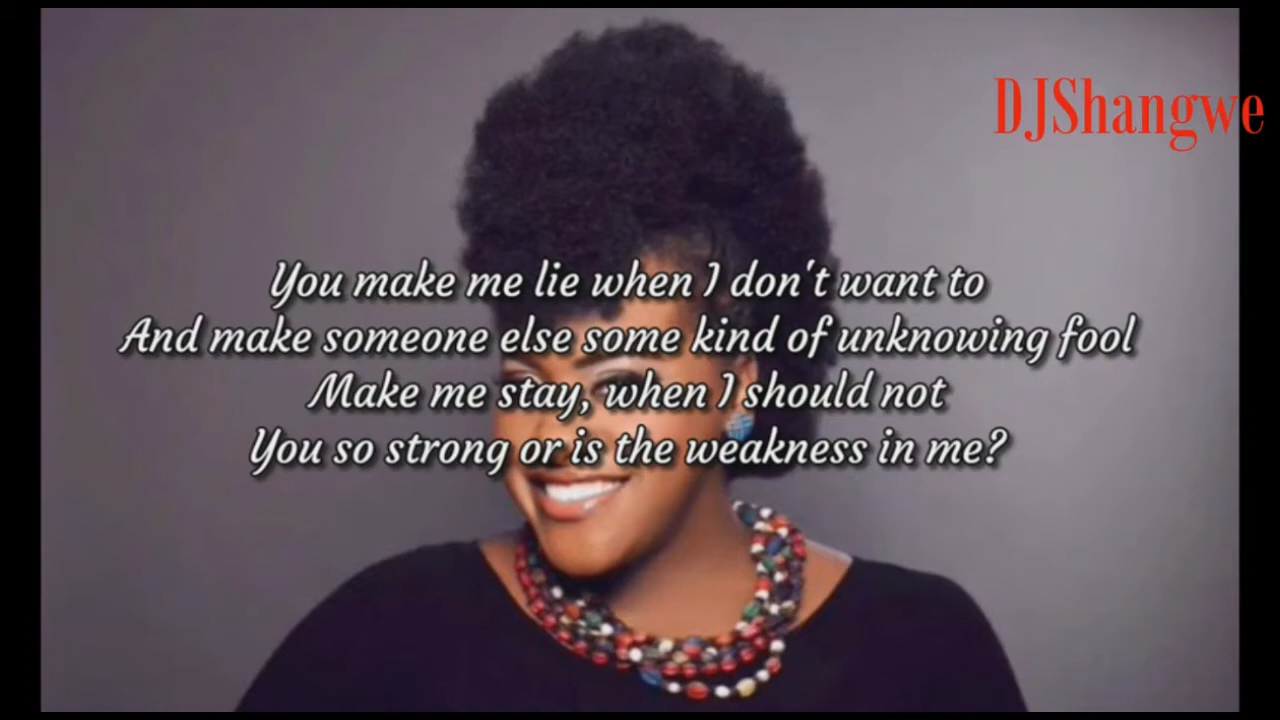 DJShangwe
You make me lie when I don't want to
And make someone else some kind of unknowing fool
Make me stay, when I should not
You so strong or is the weakness in me?